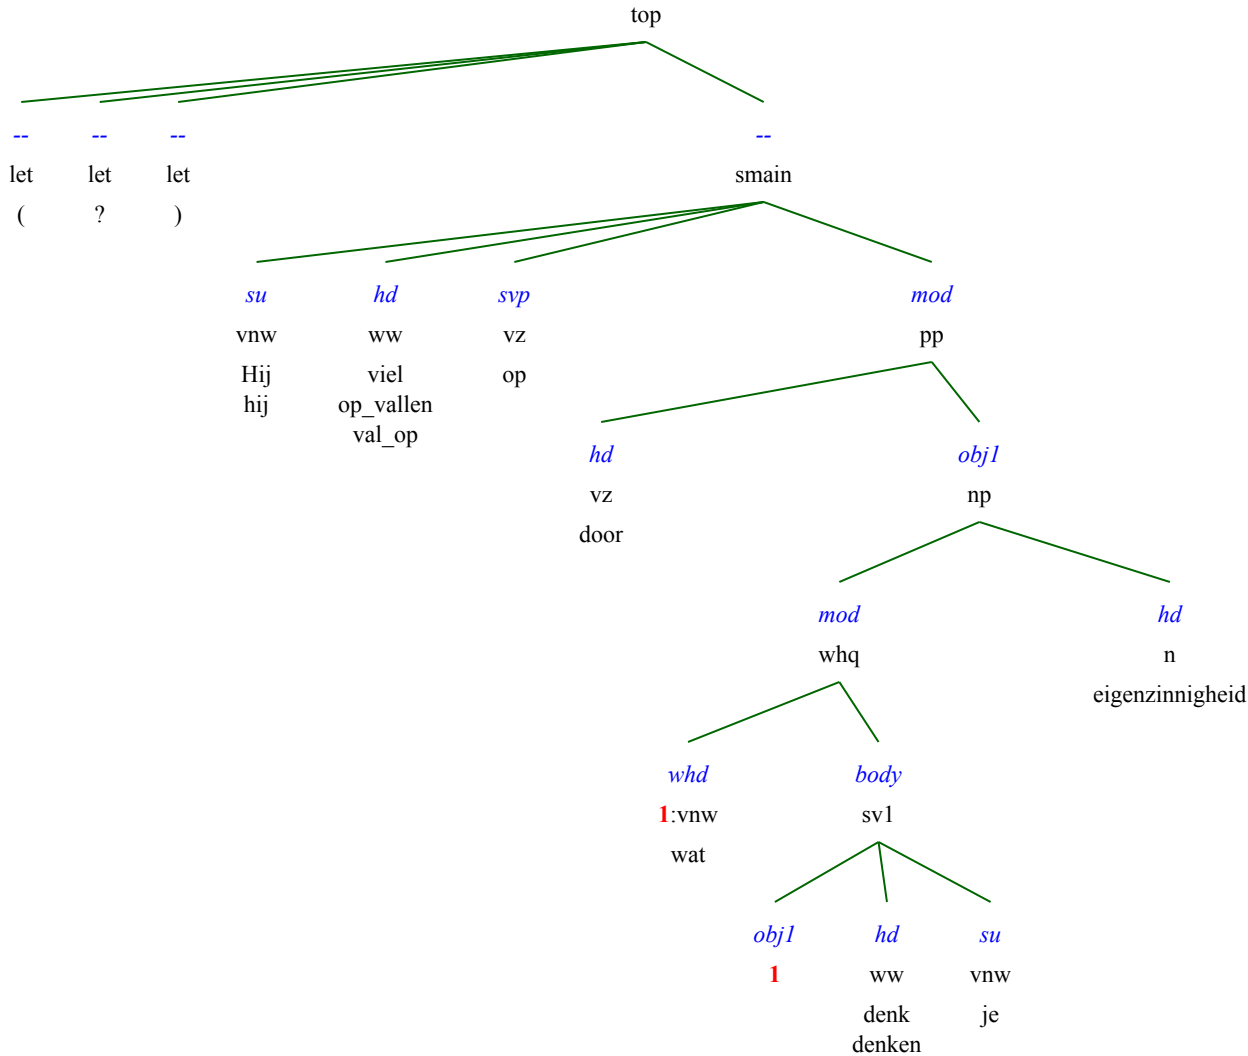 top
-- -- -- --
let let let smain
( ? )
su hd svp mod
vnw ww vz pp
Hij viel op
hij op_vallen
val_op
hd obj1
vz np
door
mod hd
whq n
eigenzinnigheid
whd body
1:vnw sv1
wat
obj1 hd su
1 ww vnw
denk je
denken